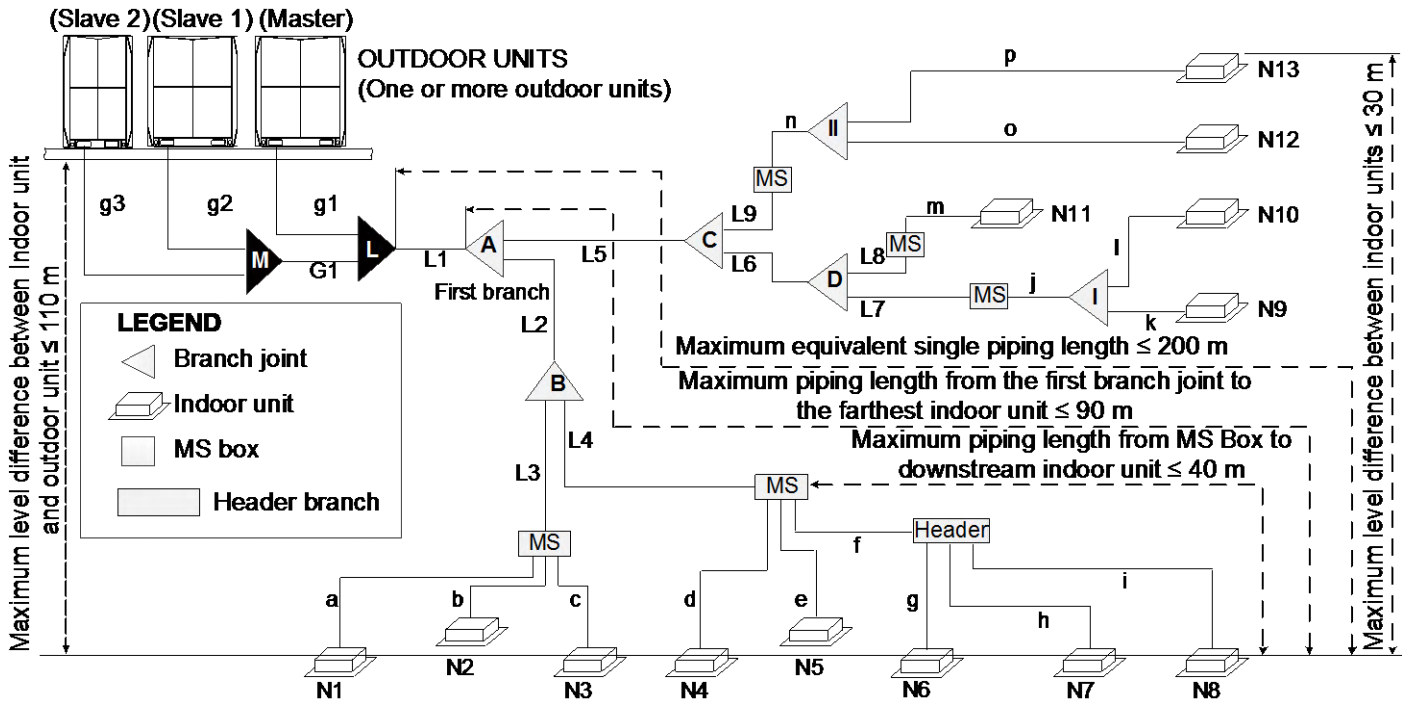 (Slave 2) (Slave 1) (Master)
OUTDOOR UNITS
(One or more outdoor units)
p
N13
n
II
o
N12
MS
g3
g2
g1
L9
m
N11
N10
M
L
G1
L1
A
First branch
L5
C
L6
MS
L8
D
L7
MS
j
I
l
k
N9
L2
LEGEND
Branch joint
Indoor unit
MS box
Header branch
Maximum equivalent single piping length ≤ 200 m
Maximum piping length from the first branch joint to
the farthest indoor unit ≤ 90 m
Maximum piping length from MS Box to
downstream indoor unit ≤ 40 m
B
L3
L4
MS
MS
f
Header
a
b
c
d
e
g
h
i
N1
N2
N3
N4
N5
N6
N7
N8
Maximum level difference between indoor unit
and outdoor unit ≤ 110 m
Maximum level difference between indoor units ≤ 30 m